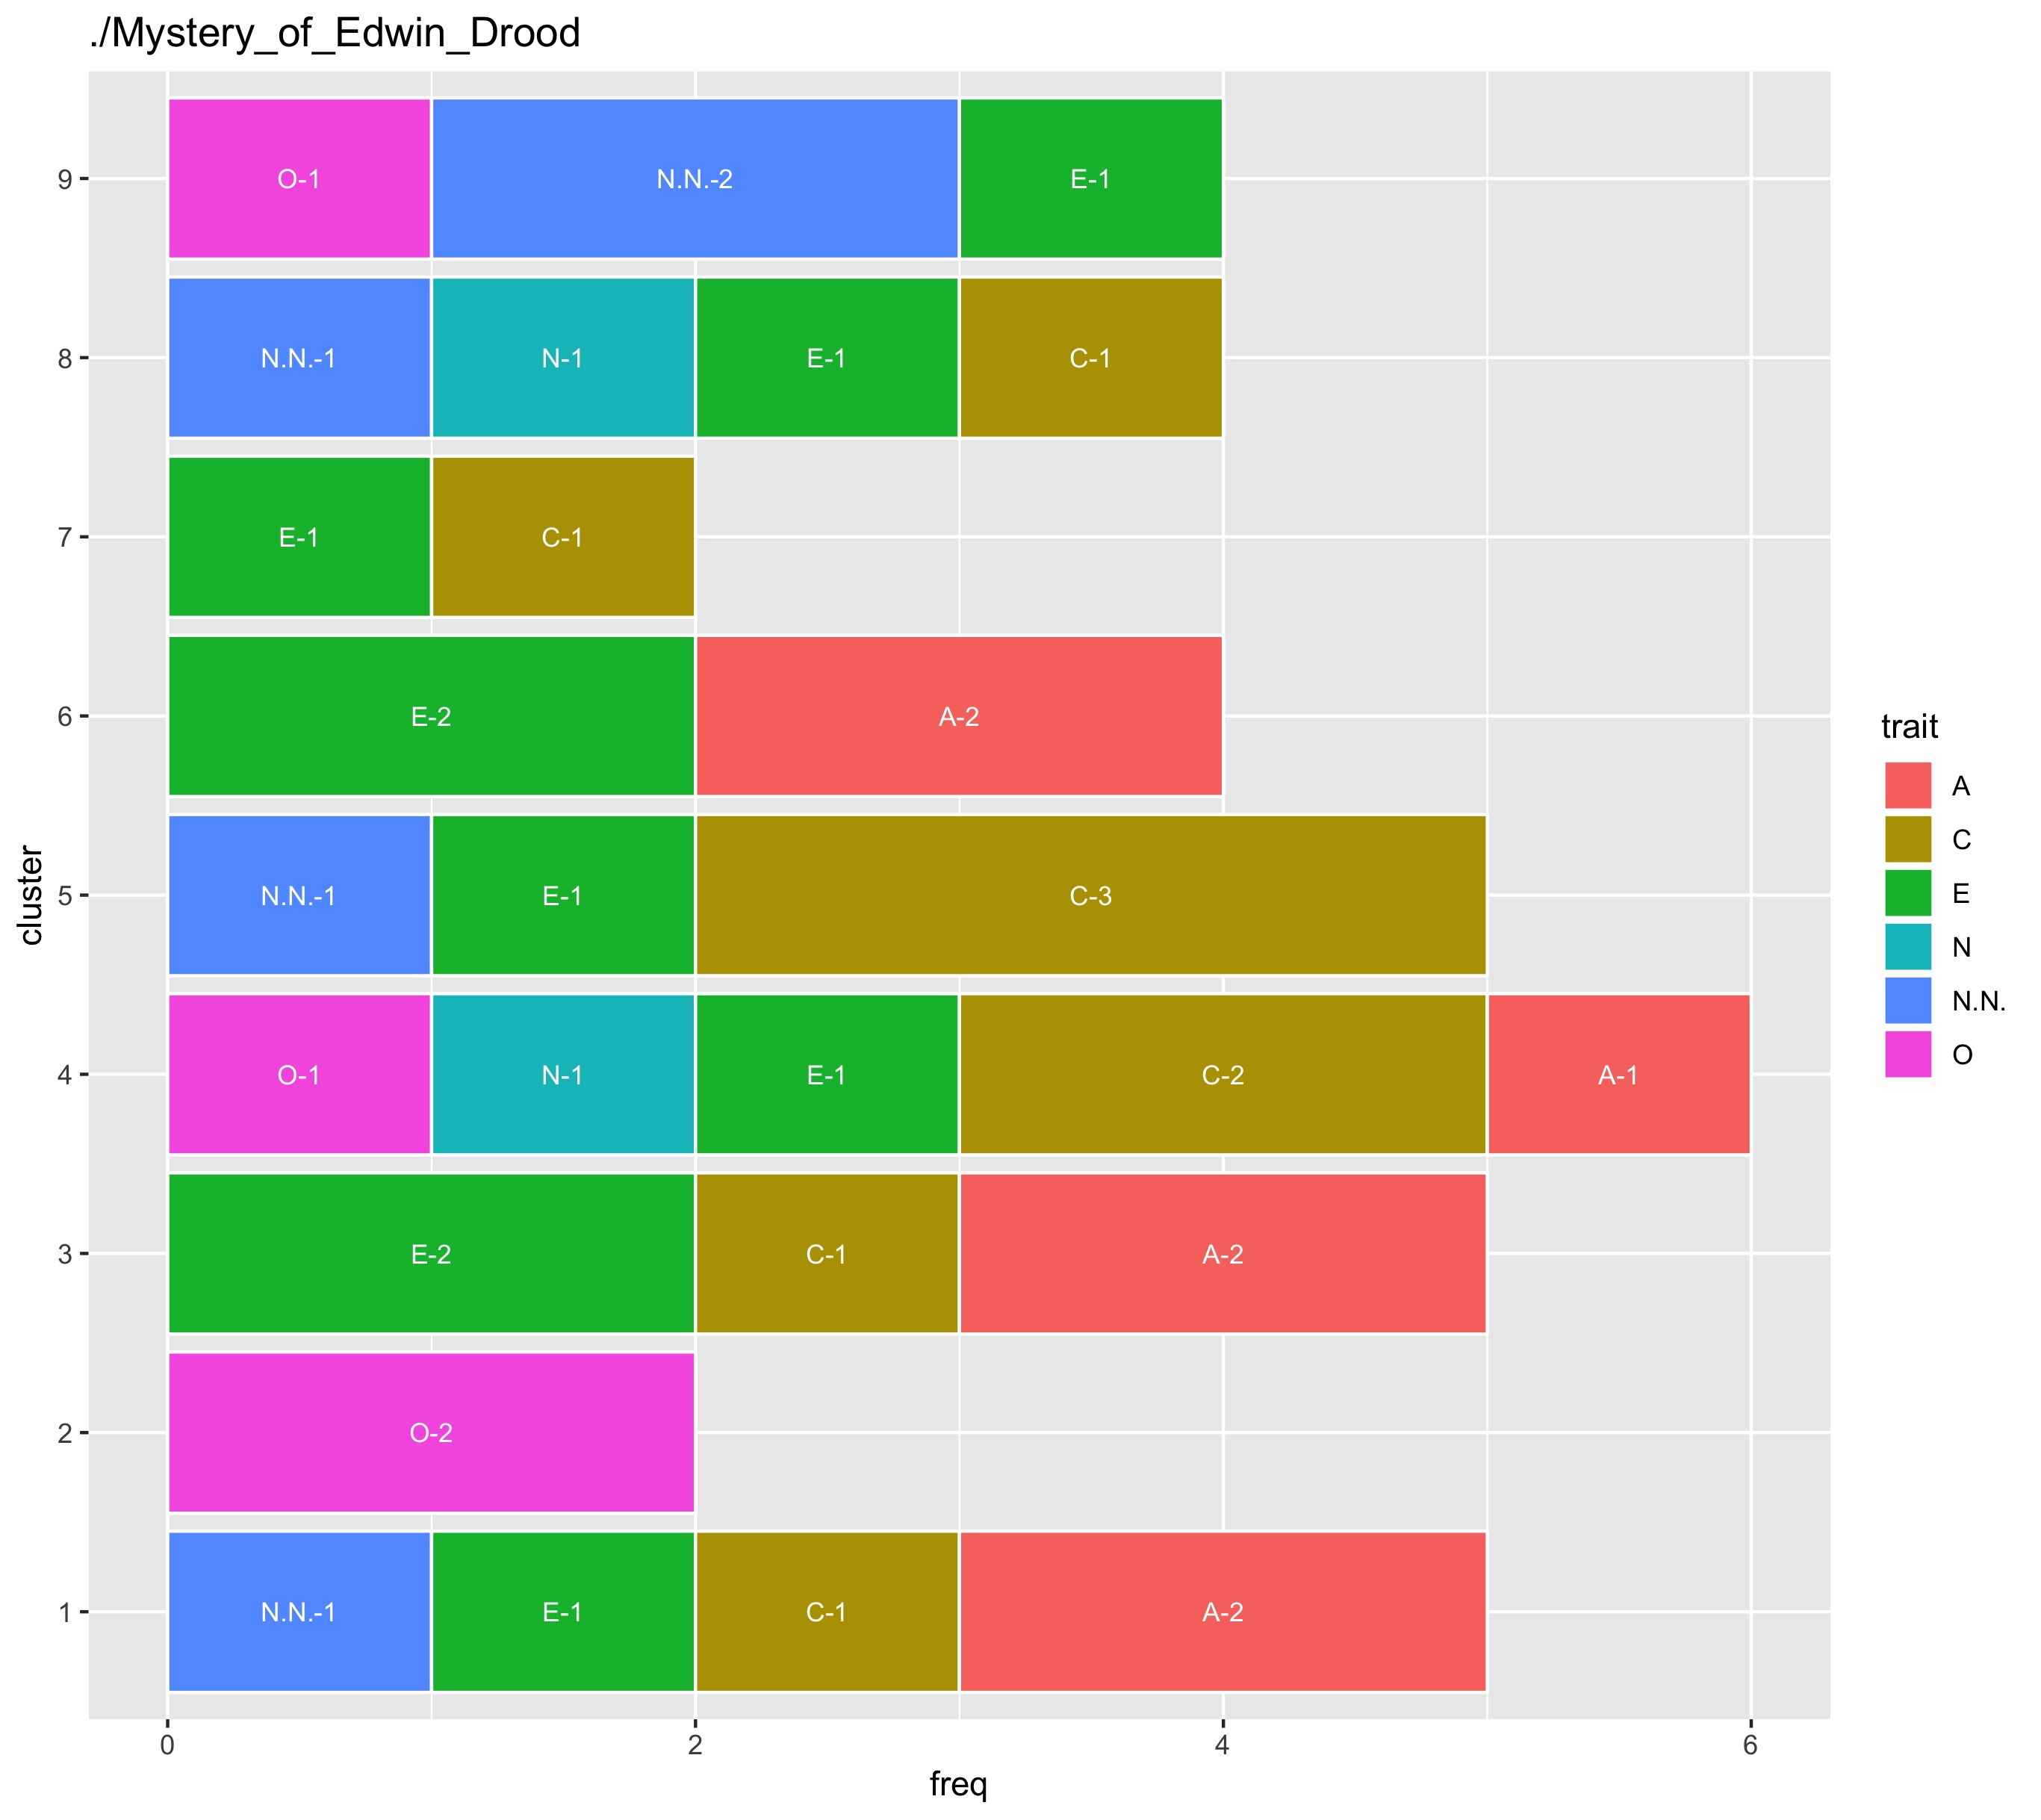 ./Mystery_of_Edwin_Drood
9
O-1 N.N.-2 E-1
8
N.N.-1 N-1 E-1 C-1
7
E-1 C-1
6
E-2 A-2
5
N.N.-1 E-1 C-3
4
O-1 N-1 E-1 C-2 A-1
3
E-2 C-1 A-2
2
O-2
1
N.N.-1 E-1 C-1 A-2
0 2 4 6
freq
cluster
trait
A
C
E
N
N.N.
O